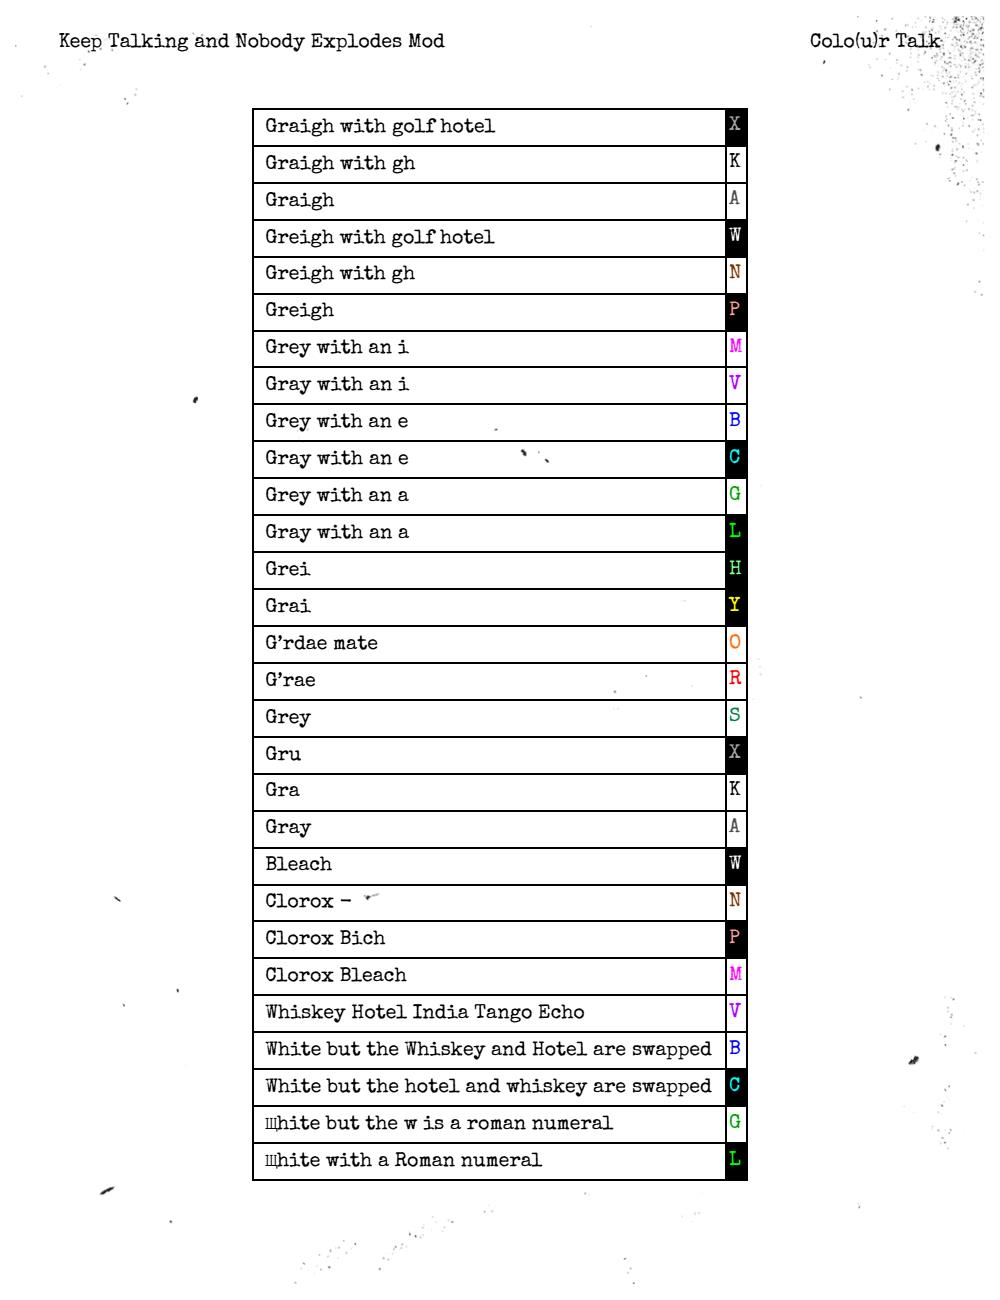 Keep Talking and Nobody Explodes Mod Colo(u)r Talk
Graigh with golf hotel X
Graigh with gh K
Graigh A
Greigh with golf hotel W
Greigh with gh N
Greigh P
Grey with an i M
Gray with an i V
Grey with an e B
Gray with an e C
Grey with an a G
Gray with an a L
Grei H
Grai Y
G'rdae mate O
G'rae R
Grey S
Gru X
Gra K
Gray A
Bleach W
Clorox – N
Clorox Bich P
Clorox Bleach M
Whiskey Hotel India Tango Echo V
White but the Whiskey and Hotel are swapped B
White but the hotel and whiskey are swapped C
Ⅲhite but the w is a roman numeral G
Ⅲhite with a Roman numeral L